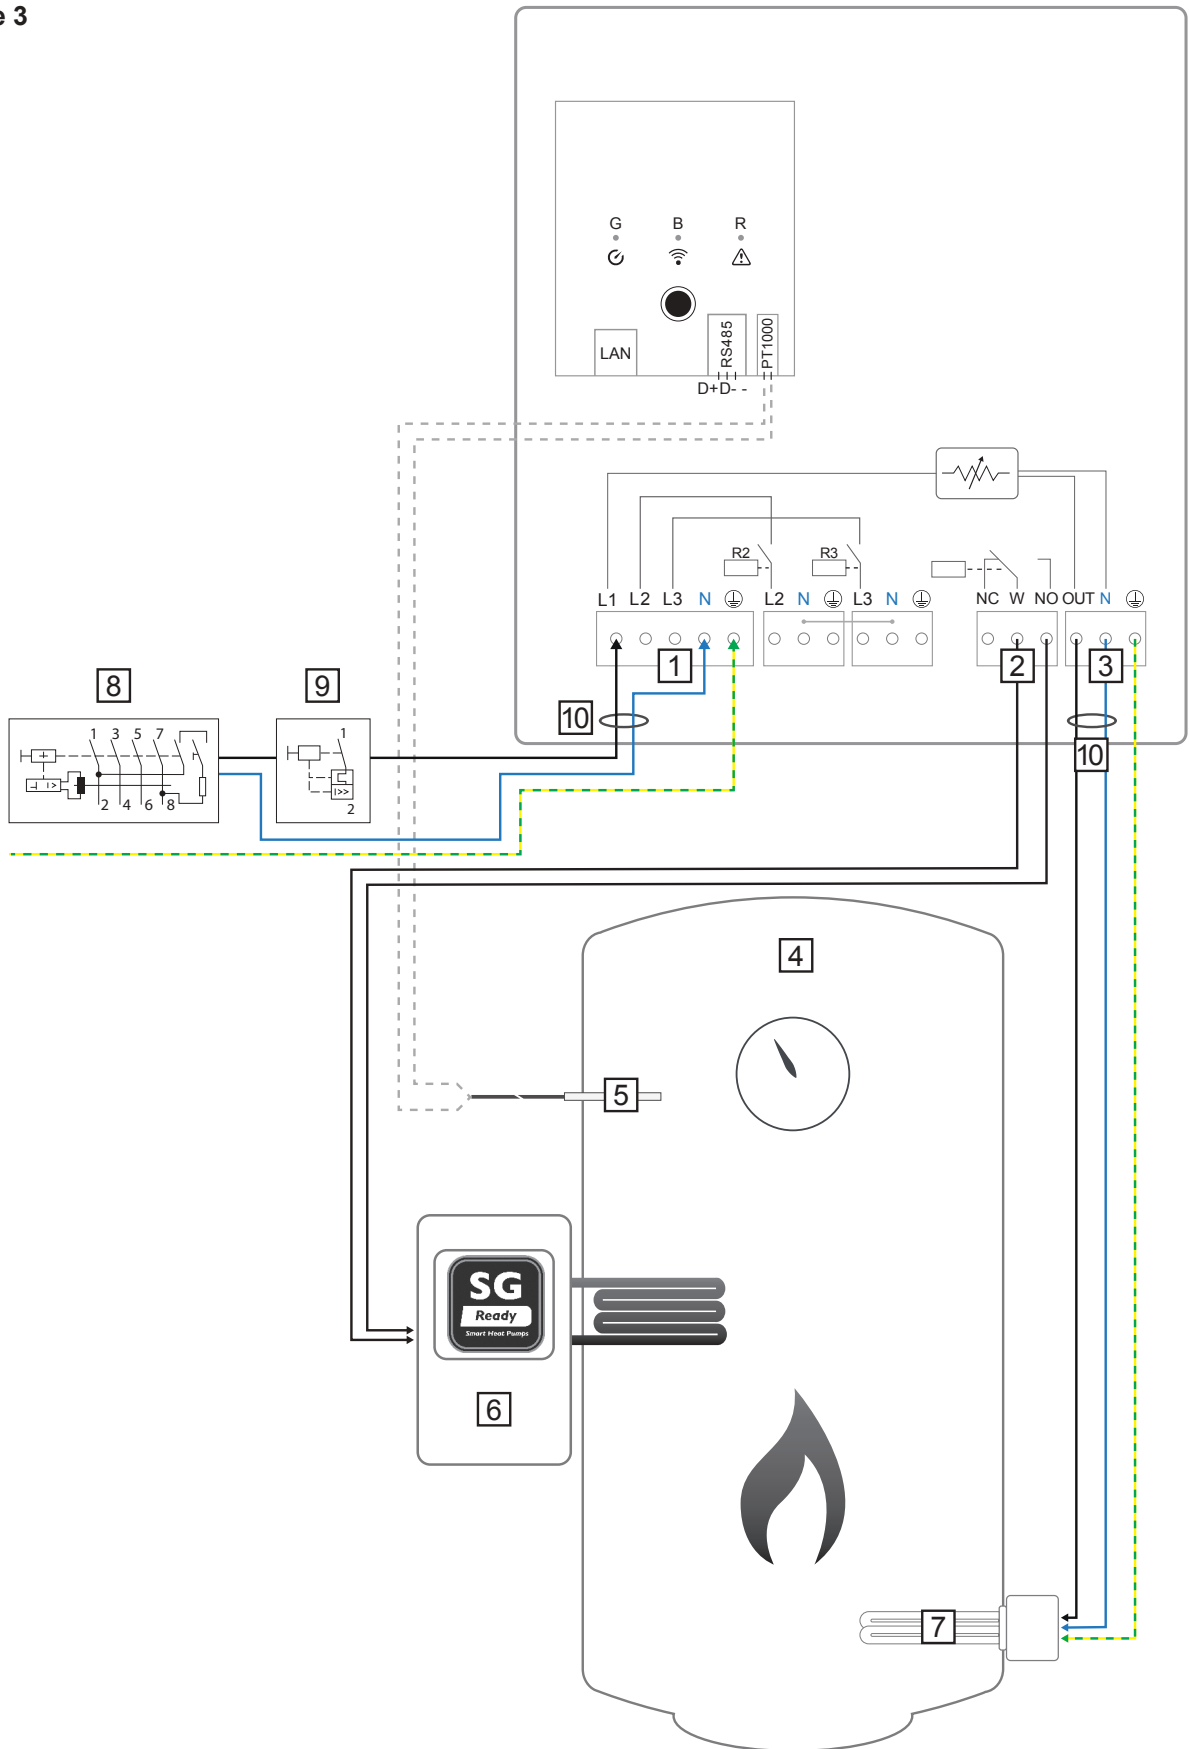 e 3
G B R
LAN
RS485
PT1000
D+D- -
R2 R3
L1 L2 L3 N L2 N L3 N NC W NO OUT N
1 2 3
8 9
10
10
1 3 5 7
+
I>
2 4 6 8
1
I>>
2
4
5
SG
Ready
Smart Heat Pumps
6
7